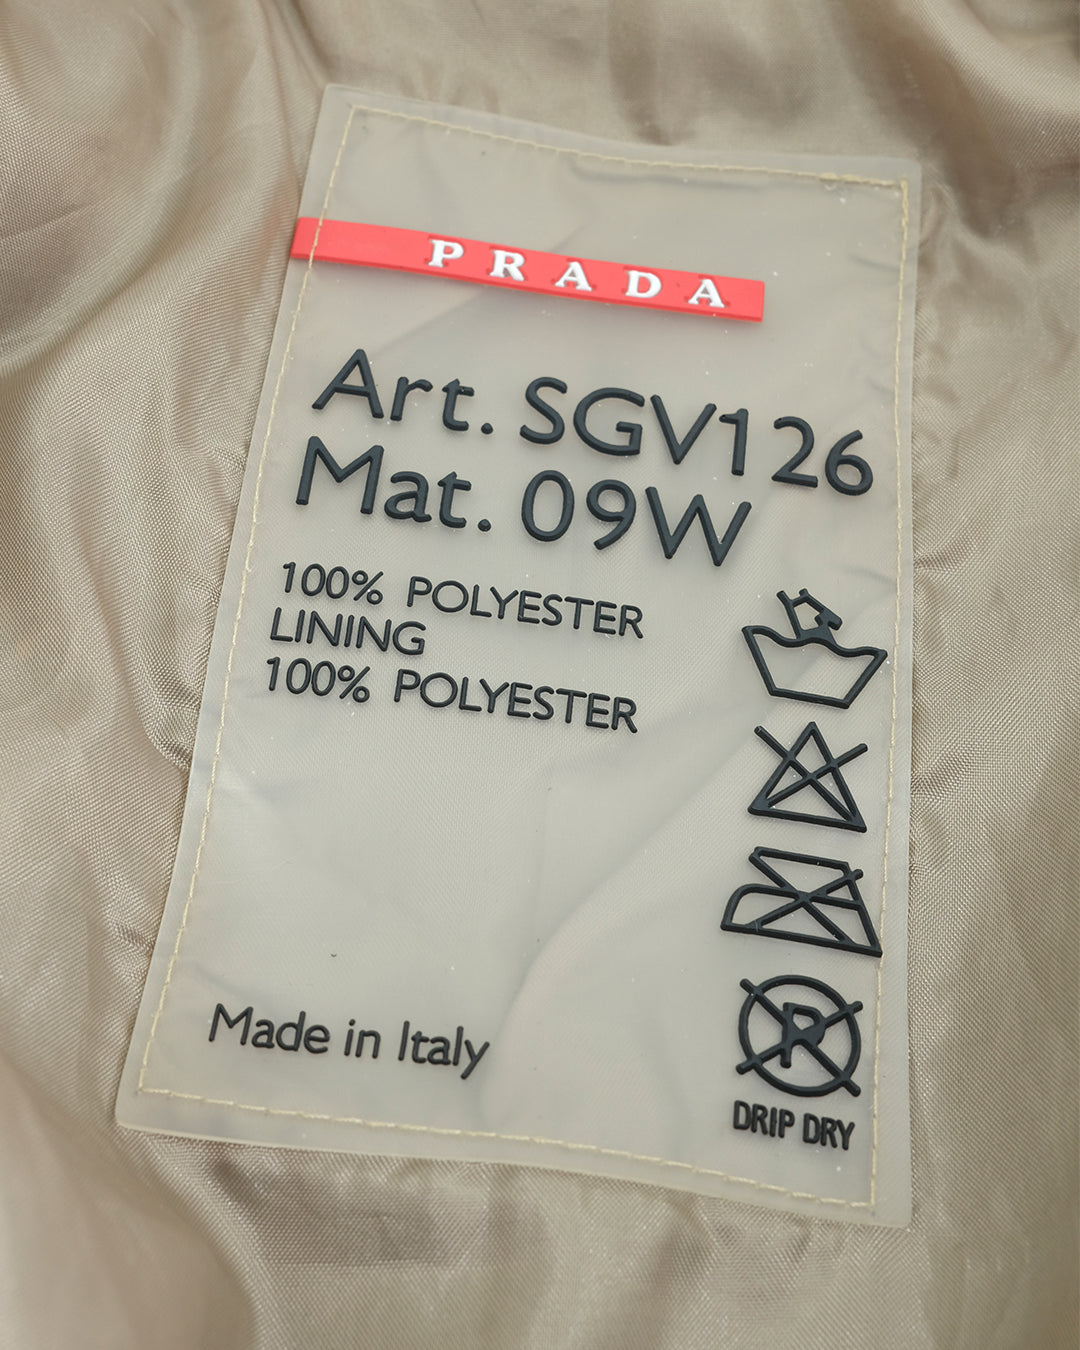 PRADA
Art. SGV126
Mat. 09W
100% POLYESTER
LINING
100% POLYESTER
Made in Italy
R
DRIP DRY